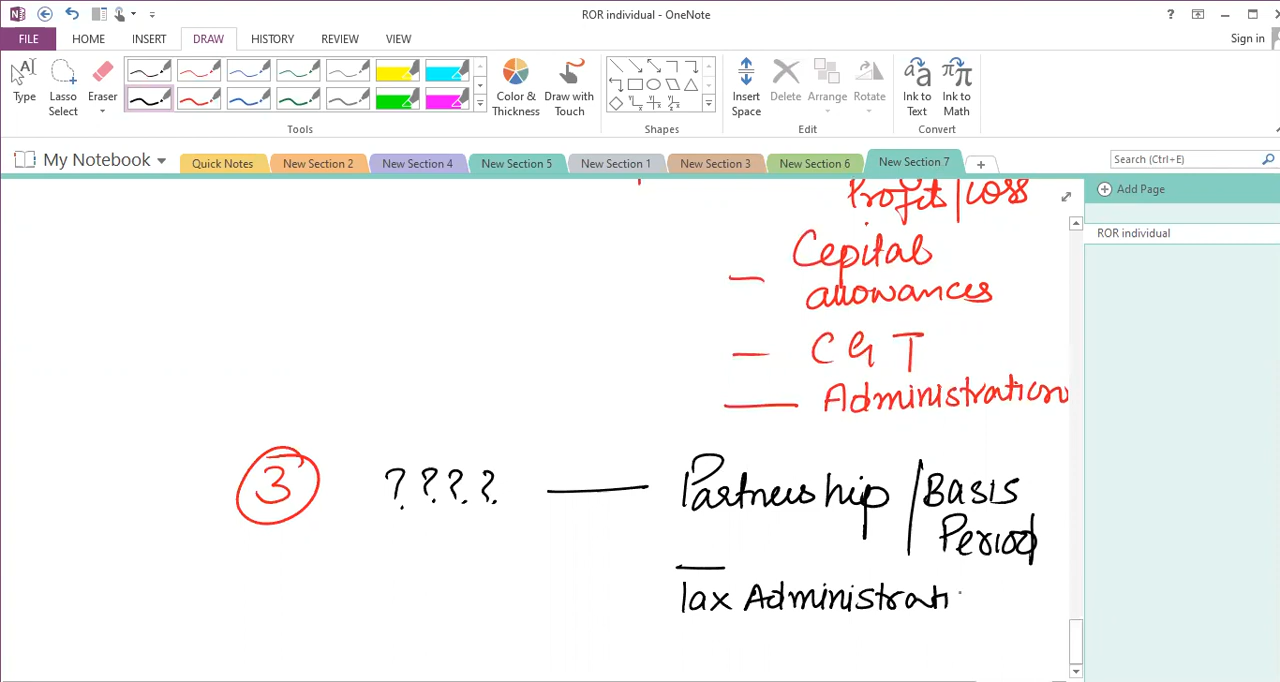 ROR individual - OneNote
?
FILE HOME INSERT DRAW HISTORY REVIEW VIEW Sign in
Type Lasso Select Eraser Color & Thickness Draw with Touch Insert Space Delete Arrange Rotate Ink to Text Ink to Math
Tools Shapes Edit Convert
My Notebook Quick Notes New Section 2 New Section 4 New Section 5 New Section 1 New Section 3 New Section 6 New Section 7 Search (Ctrl+E)
Add Page
ROR individual
Profit/Loss
— Cepital
allowances
— CGT
— Administration
3 ???? — Partnership / Basis
Period
— Tax Administrati